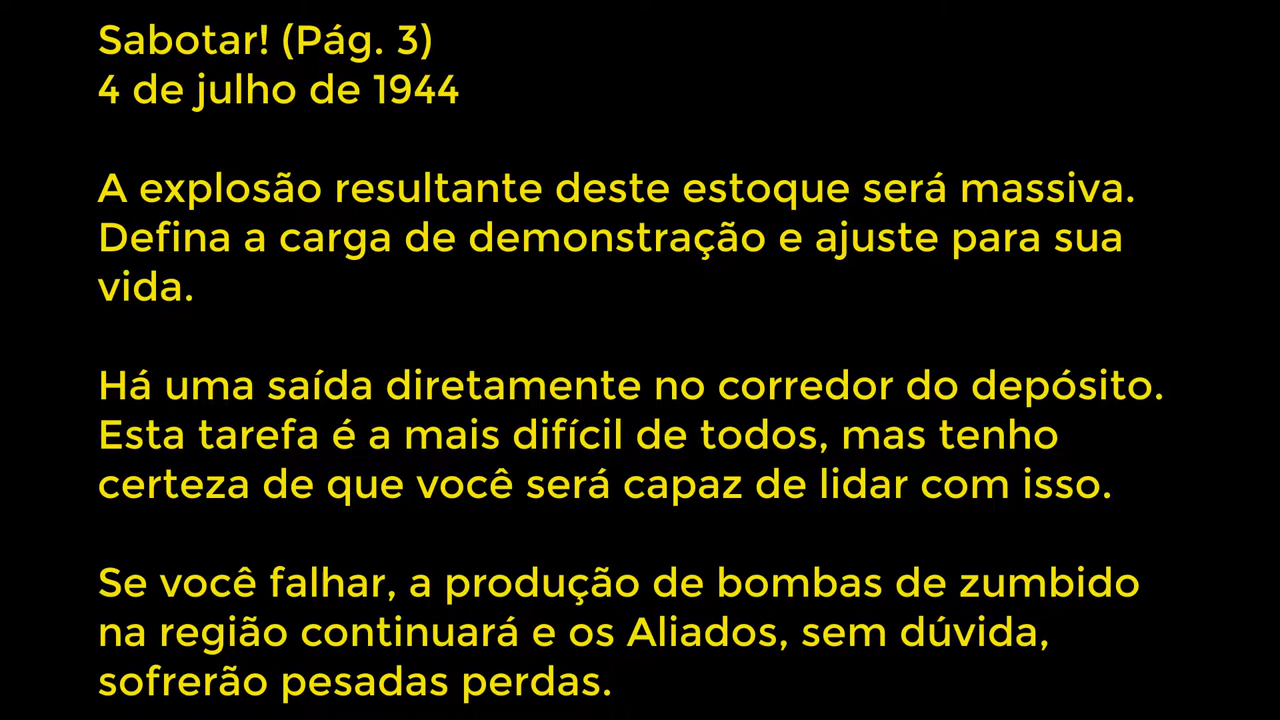 Sabotar! (Pág. 3)
4 de julho de 1944
A explosão resultante deste estoque será massiva.
Defina a carga de demonstração e ajuste para sua
vida.
Há uma saída diretamente no corredor do depósito.
Esta tarefa é a mais difícil de todos, mas tenho
certeza de que você será capaz de lidar com isso.
Se você falhar, a produção de bombas de zumbido
na região continuará e os Aliados, sem dúvida,
sofrerão pesadas perdas.